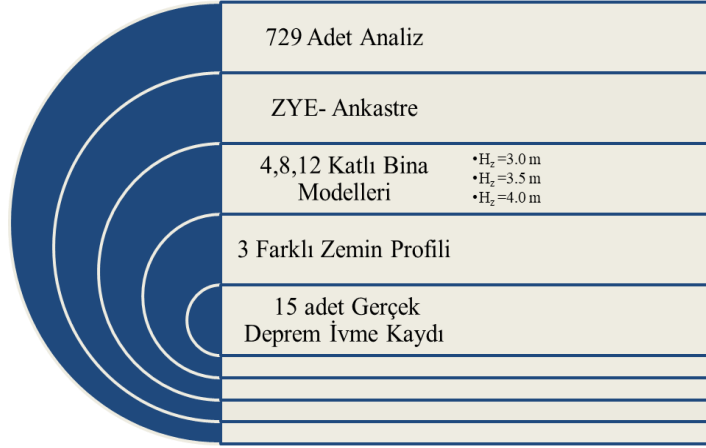 729 Adet Analiz
ZYE- Ankastre
4,8,12 Katlı Bina
Modelleri
•Hz=3.0 m
•Hz=3.5 m
•Hz=4.0 m
3 Farklı Zemin Profili
15 adet Gerçek
Deprem İvme Kaydı